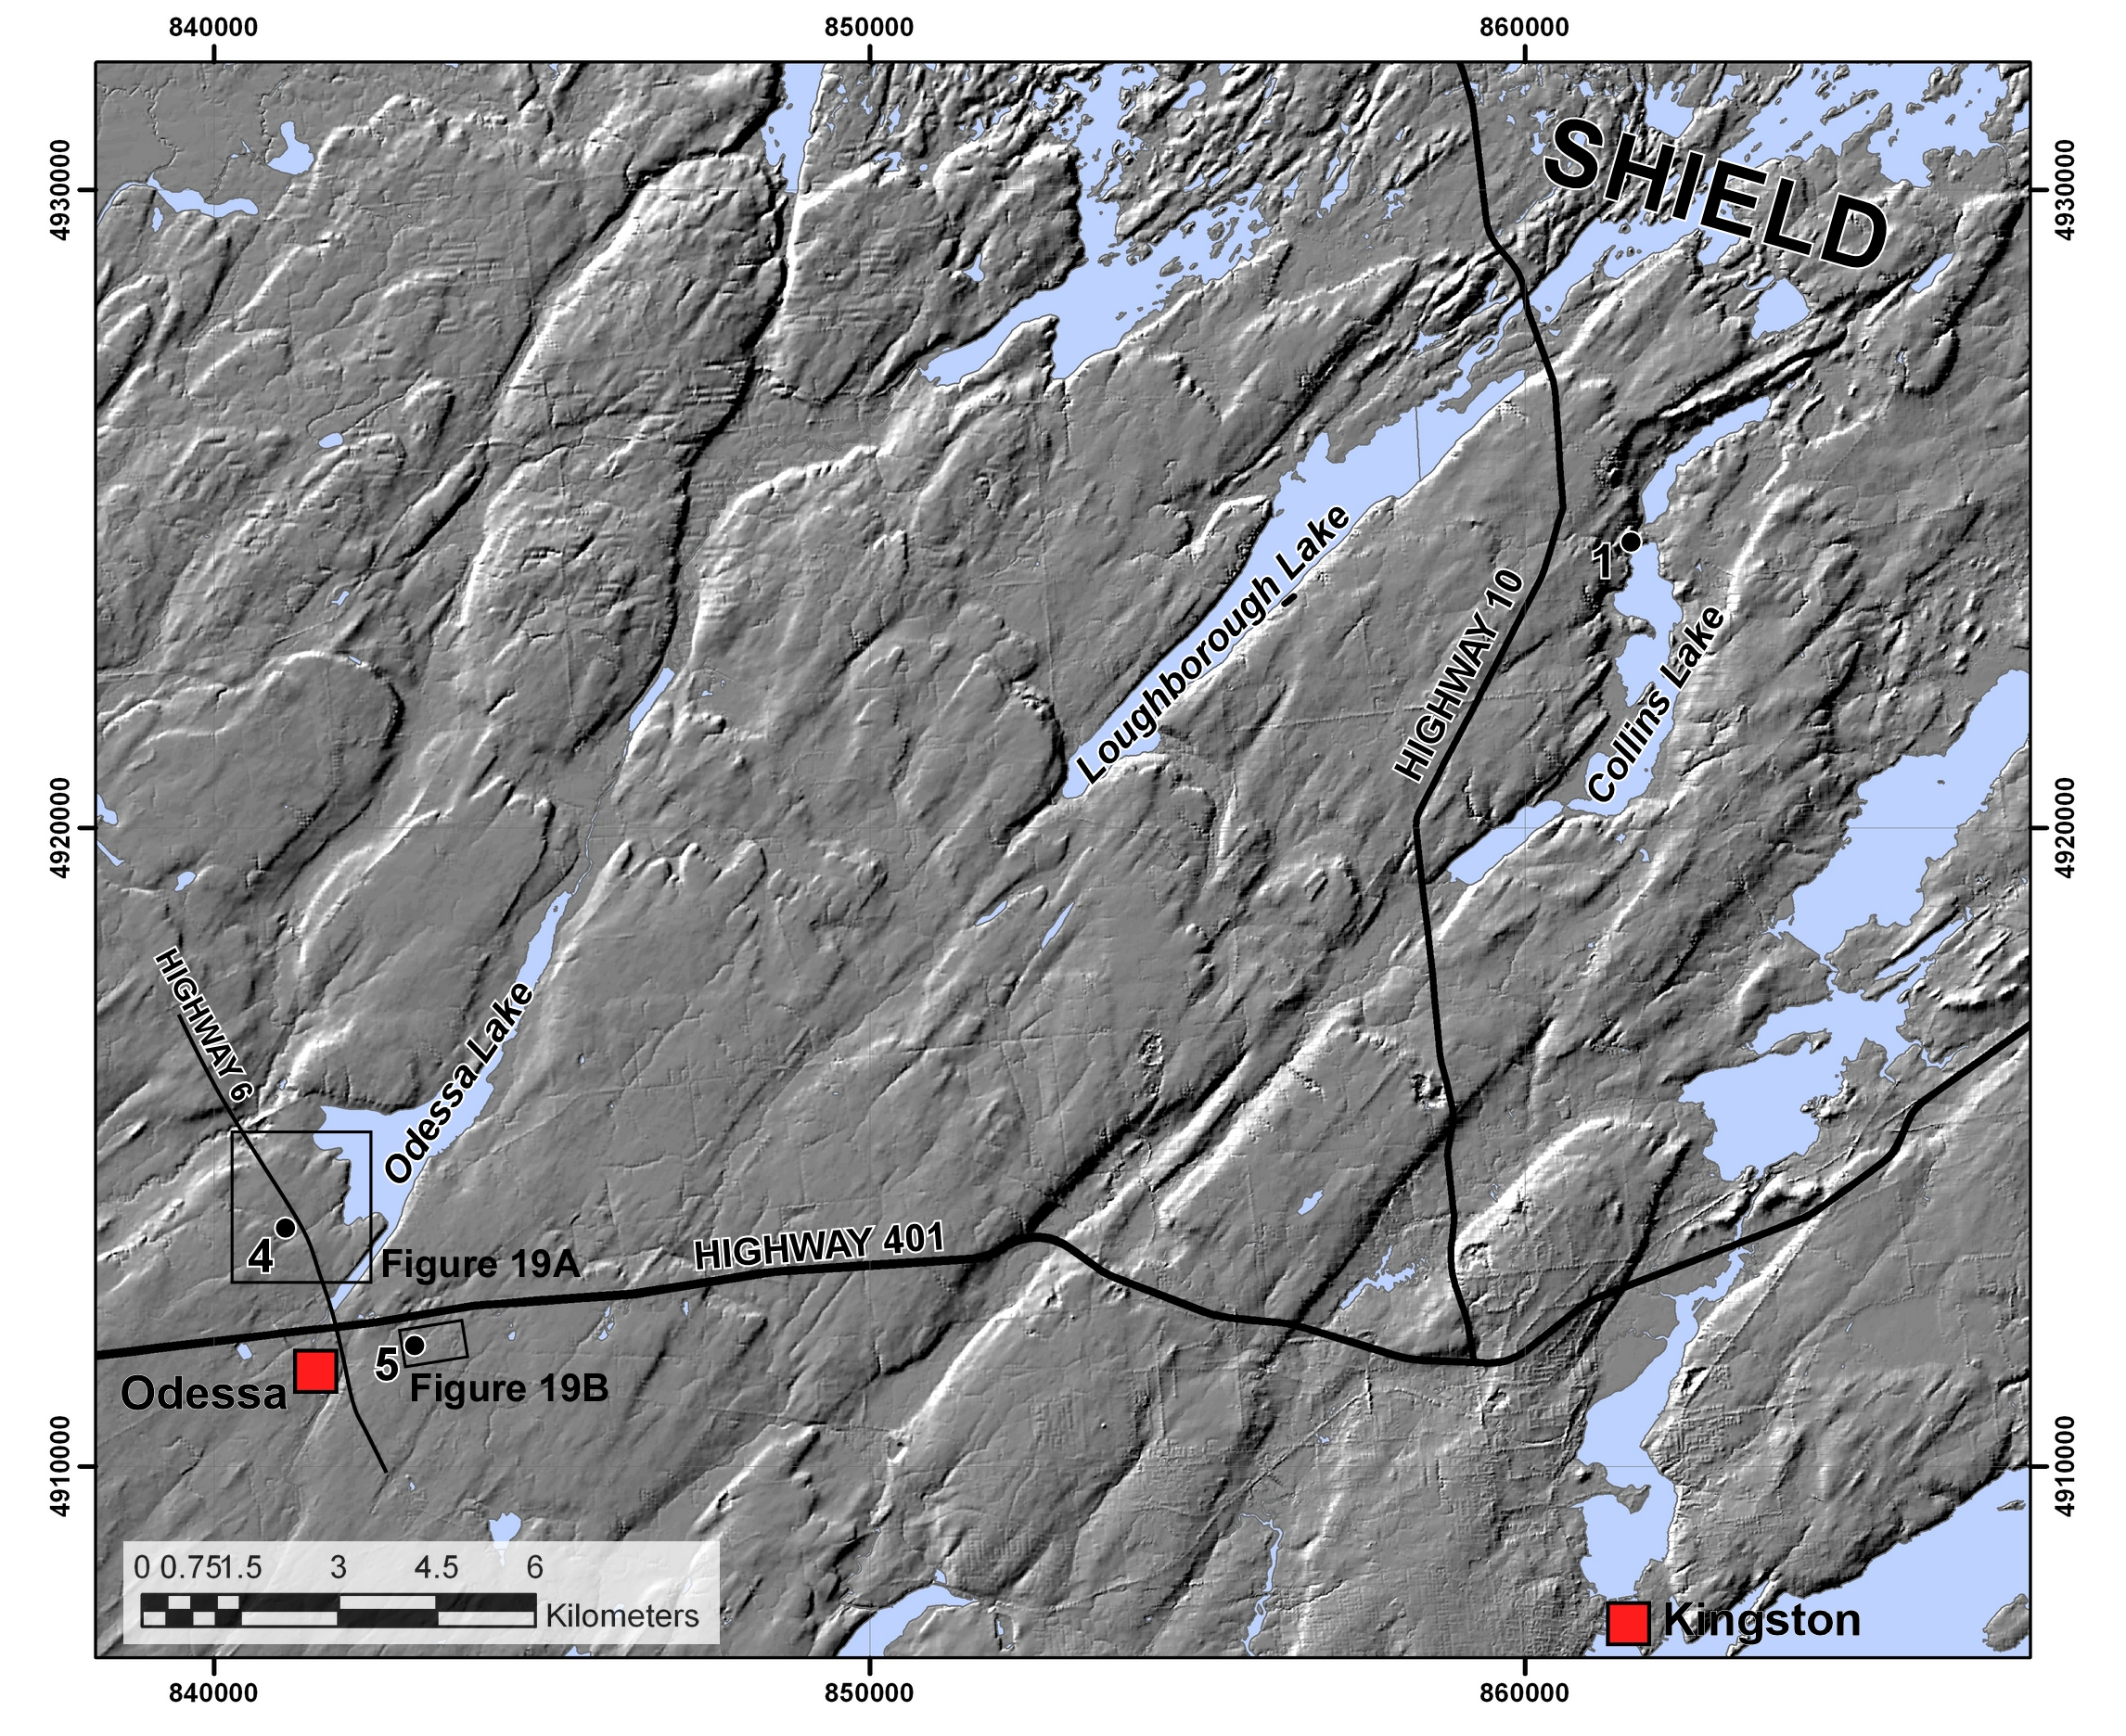 840000
850000
860000
4930000
4930000
SHIELD
1
Loughborough Lake
HIGHWAY 10
Collins Lake
4920000
4920000
HIGHWAY 6
Odessa Lake
4
Figure 19A
HIGHWAY 401
5
Figure 19B
Odessa
4910000
4910000
0 0.75 1.5 3 4.5 6
Kilometers
Kingston
840000
850000
860000